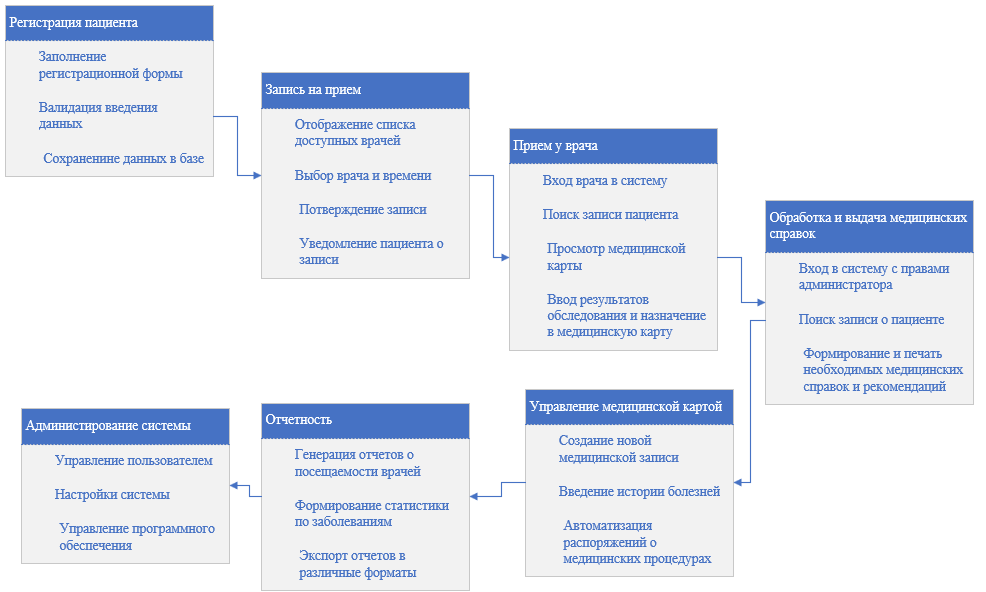 Регистрация пациента
Заполнение
регистрационной формы
Валидация введения
данных
Сохраненине данных в базе
Запись на прием
Отображение списка
доступных врачей
Выбор врача и времени
Потверждение записи
Уведомление пациента о
записи
Прием у врача
Вход врача в систему
Поиск записи пациента
Просмотр медицинской
карты
Ввод результатов
обследования и назначение
в медицинскую карту
Обработка и выдача медицинских
справок
Вход в систему с правами
администратора
Поиск записи о пациенте
Формирование и печать
необходимых медицинских
справок и рекомендаций
Управление медицинской картой
Создание новой
медицинской записи
Введение истории болезней
Автоматизация
распоряжений о
медицинских процедурах
Отчетность
Генерация отчетов о
посещаемости врачей
Формирование статистики
по заболеваниям
Экспорт отчетов в
различные форматы
Администирование системы
Управление пользователем
Настройки системы
Управление программного
обеспечения